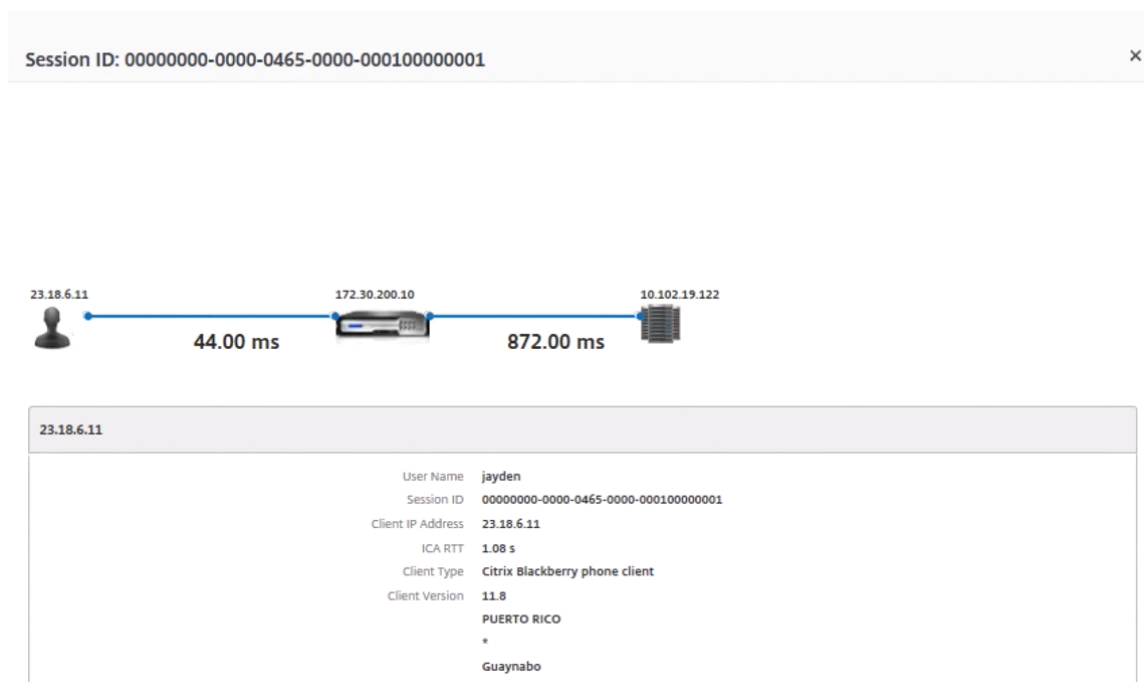 Session ID: 00000000-0000-0465-0000-000100000001 ×
23.18.6.11 172.30.200.10 10.102.19.122
44.00 ms 872.00 ms
23.18.6.11
User Name jayden
Session ID 00000000-0000-0465-0000-000100000001
Client IP Address 23.18.6.11
ICA RTT 1.08 s
Client Type Citrix Blackberry phone client
Client Version 11.8
PUERTO RICO
*
Guaynabo